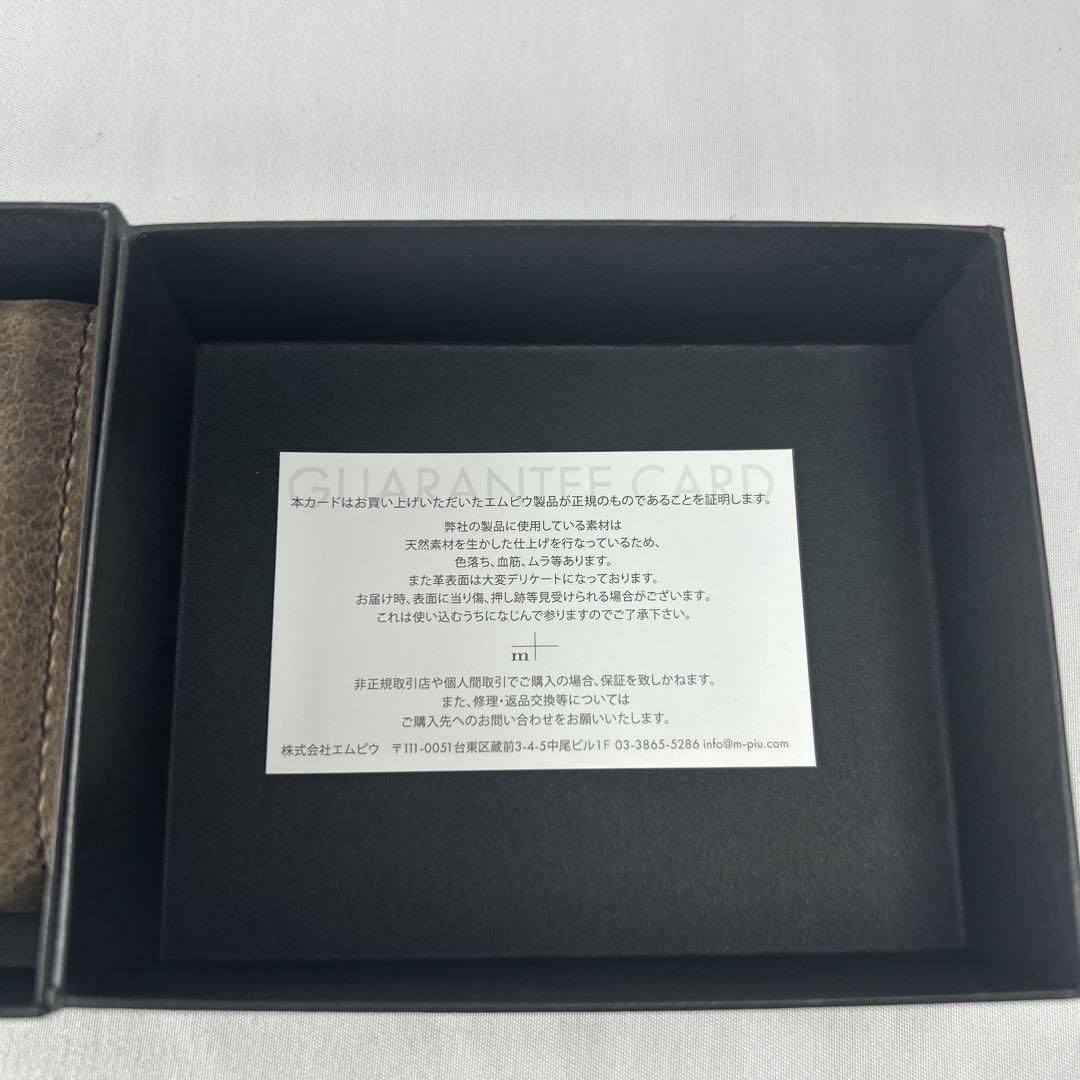 GUARANTEE CARD
本カードはお買い上げいただいたエムピウ製品が正規のものであることを証明します。
弊社の製品に使用している素材は
天然素材を生かした仕上げを行なっているため、
色落ち、血筋、ムラ等あります。
また革表面は大変デリケートになっております。
お届け時、表面に当り傷、押し跡等見受けられる場合がございます。
これは使い込むうちになじんで参りますのでご了承下さい。
m+
非正規取引店や個人間取引でご購入の場合、保証を致しかねます。
また、修理・返品交換等については
ご購入先へのお問い合わせをお願いいたします。
株式会社エムピウ 〒111-0051台東区蔵前3-4-5中尾ビル1F 03-3865-5286 info@m-piu.com